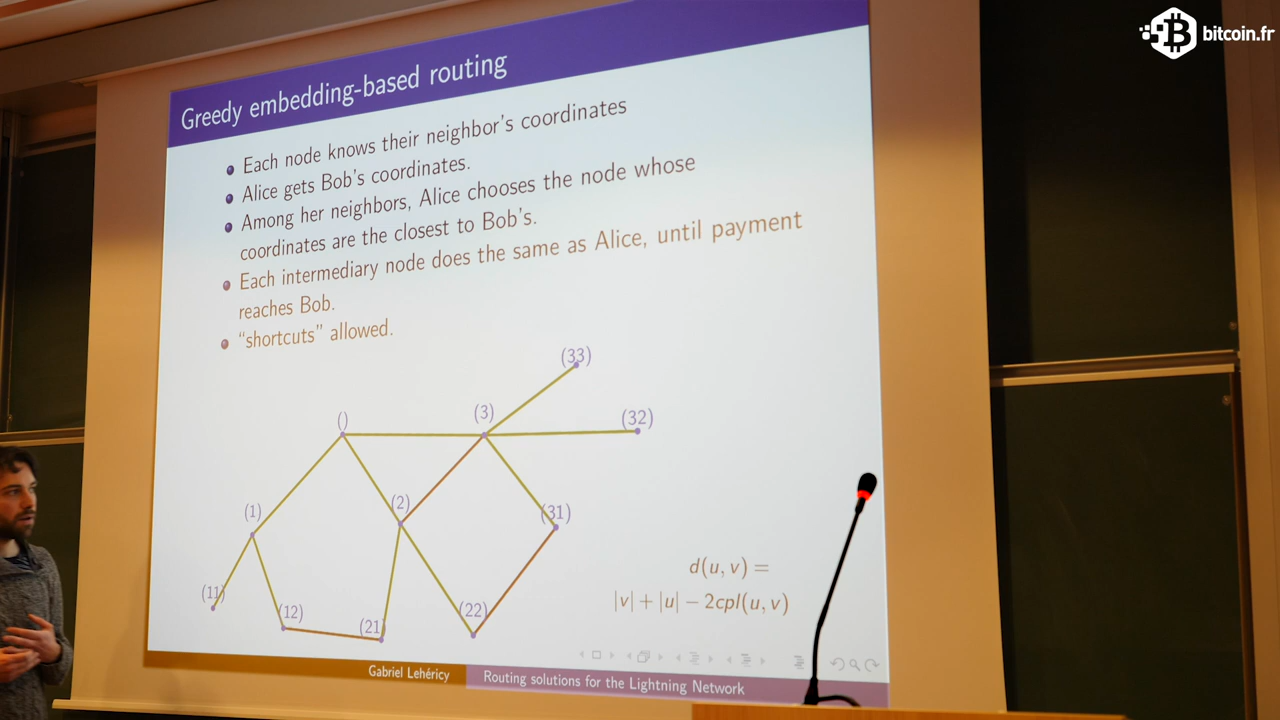 bitcoin.fr
Greedy embedding-based routing
Each node knows their neighbor's coordinates
Alice gets Bob's coordinates.
Among her neighbors, Alice chooses the node whose
coordinates are the closest to Bob's.
Each intermediary node does the same as Alice, until payment
reaches Bob.
"shortcuts" allowed.
(33)
() (3) (32)
(1) (2) (31)
(11) (12) (21) (22)
d(u, v) =
|v| + |u| − 2cpl(u, v)
Gabriel Lehéricy Routing solutions for the Lightning Network